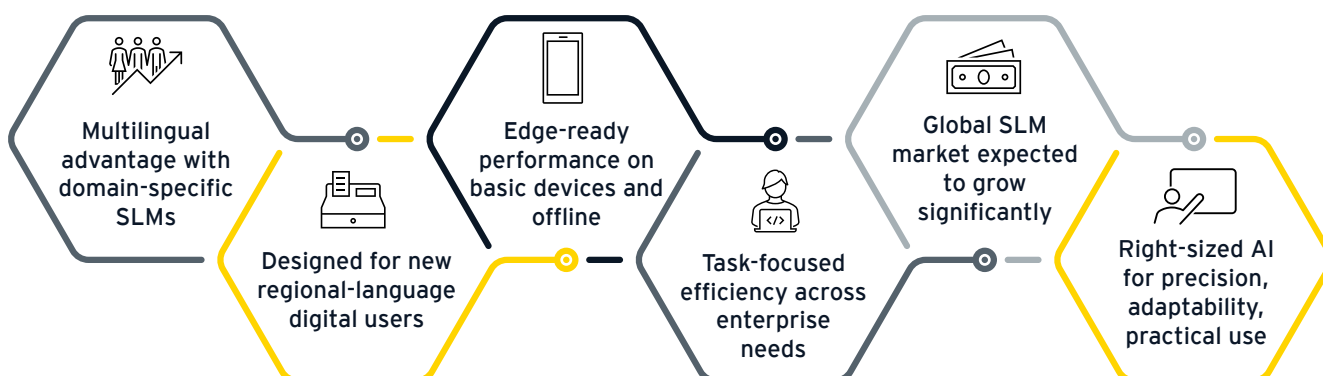 Multilingual
advantage with
domain-specific
SLMs
Designed for new
regional-language
digital users
Edge-ready
performance on
basic devices and
offline
Task-focused
efficiency across
enterprise
needs
Global SLM
market expected
to grow
significantly
Right-sized AI
for precision,
adaptability,
practical use